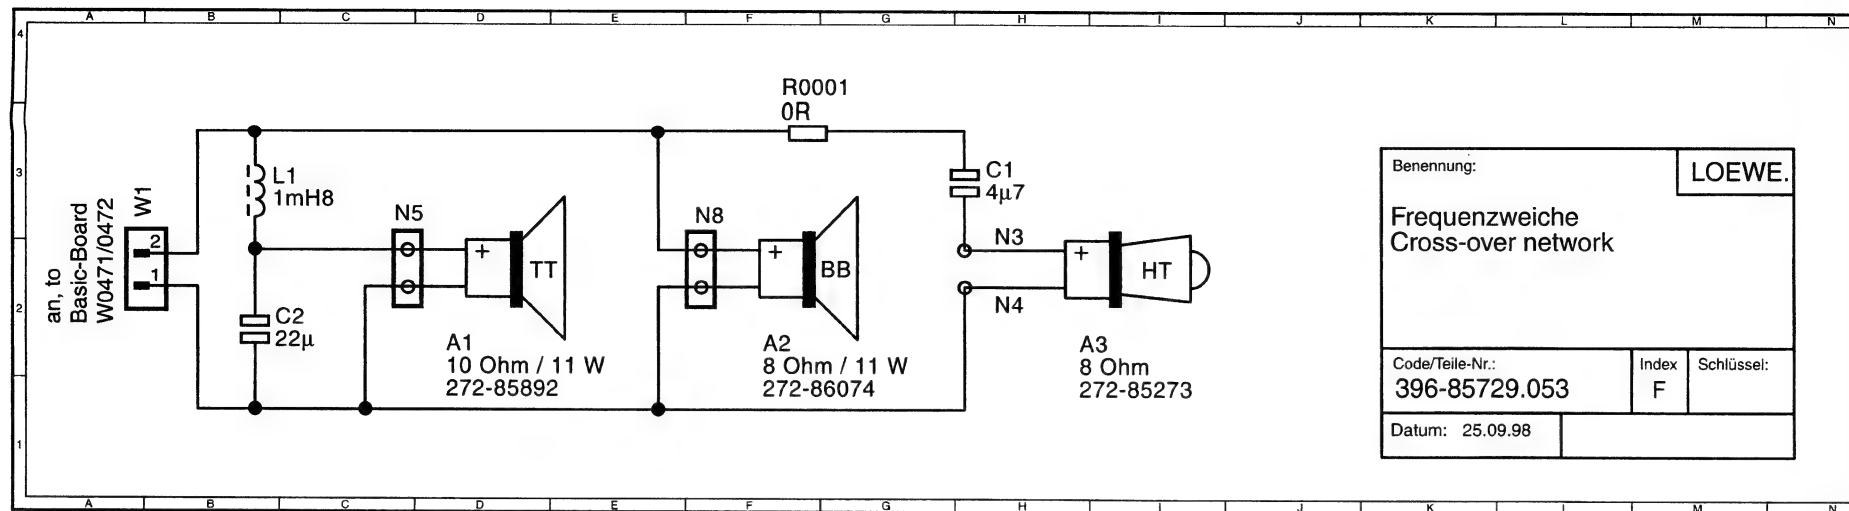 A B C D E F G H I J K L M N
4
3
2
1
an, to
Basic-Board
W0471/0472
W1
2
1
L1
1mH8
C2
22µ
N5
+
TT
A1
10 Ohm / 11 W
272-85892
R0001
0R
N8
+
BB
A2
8 Ohm / 11 W
272-86074
C1
4µ7
N3
N4
+
HT
A3
8 Ohm
272-85273
Benennung:
LOEWE.
Frequenzweiche
Cross-over network
Code/Teile-Nr.:
396-85729.053
Index
F
Schlüssel:
Datum: 25.09.98
A B C D E F G H I J K L M N